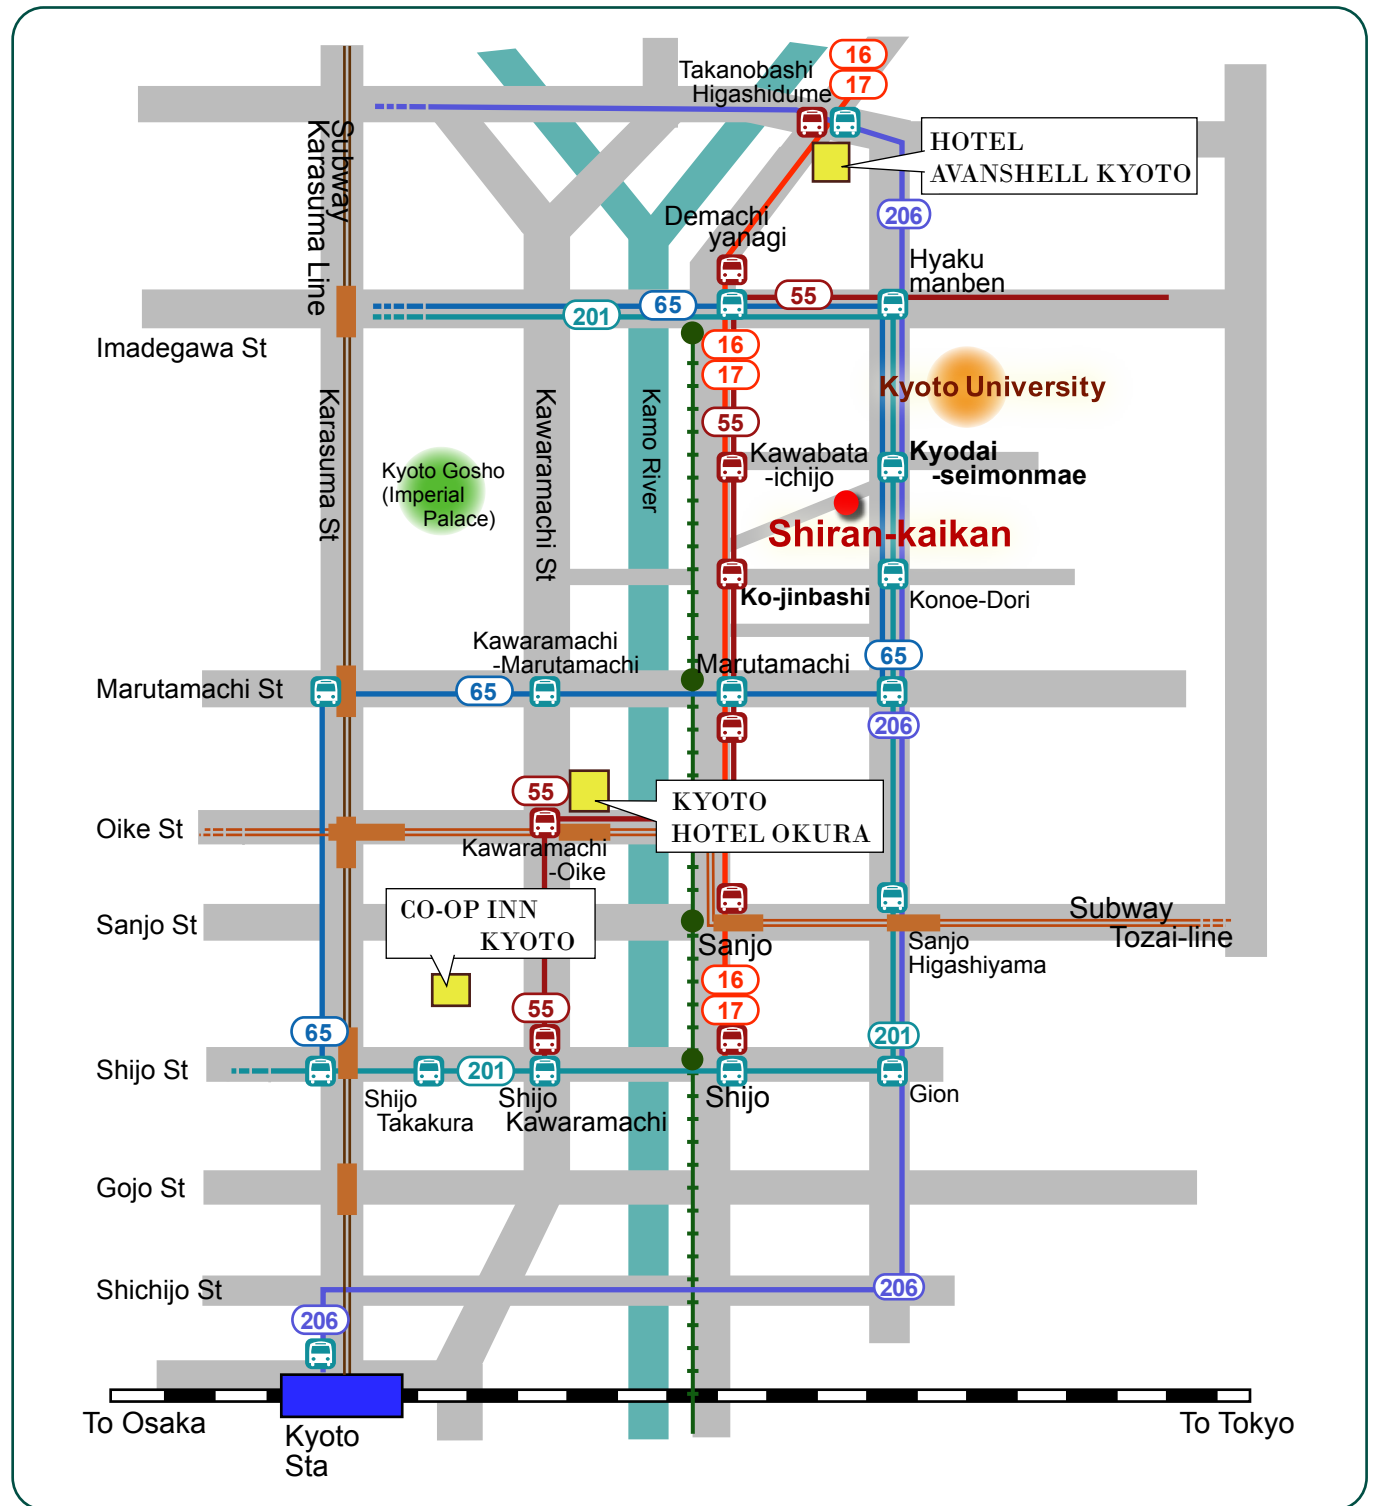 16
17
Takanobashi
Higashidume
HOTEL
AVANSHELL KYOTO
Subway
Karasuma Line
206
Demachi
yanagi
Hyaku
manben
55
65
201
Imadegawa St
16
17
Kyoto University
55
Karasuma St
Kawaramachi St
Kamo River
Kawabata
-ichijo
Kyodai
-seimonmae
Kyoto Gosho
(Imperial
Palace)
Shiran-kaikan
Ko-jinbashi
Konoe-Dori
Kawaramachi
-Marutamachi
Marutamachi
65
Marutamachi St
65
206
55
KYOTO
HOTEL OKURA
Oike St
Kawaramachi
-Oike
CO-OP INN
KYOTO
Sanjo St
Sanjo
Subway
Tozai-line
Sanjo
Higashiyama
16
17
55
65
201
Shijo St
201
Shijo
Takakura
Shijo
Kawaramachi
Shijo
Gion
Gojo St
Shichijo St
206
206
To Osaka
Kyoto
Sta
To Tokyo